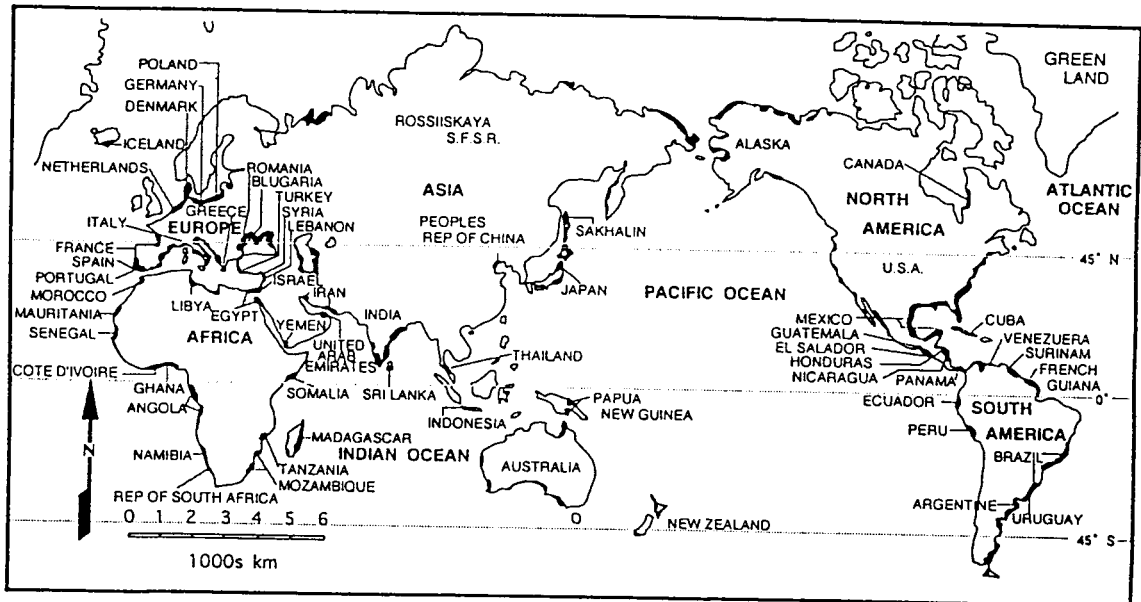 POLAND
GERMANY
DENMARK
ICELAND
NETHERLANDS
ROMANIA
BLUGARIA
TURKEY
SYRIA
LEBANON
GREECE
ITALY
EUROPE
FRANCE
SPAIN
PORTUGAL
MOROCCO
MAURITANIA
SENEGAL
COTE D'IVOIRE
GHANA
ANGOLA
NAMIBIA
REP OF SOUTH AFRICA
LIBYA
EGYPT
ISRAEL
IRAN
AFRICA
YEMEN
UNITED
ARAB
EMIRATES
INDIA
SRI LANKA
SOMALIA
MADAGASCAR
TANZANIA
MOZAMBIQUE
INDIAN OCEAN
ROSSIISKAYA
S.F.S.R.
ASIA
PEOPLES
REP OF CHINA
SAKHALIN
JAPAN
THAILAND
INDONESIA
PAPUA
NEW GUINEA
AUSTRALIA
NEW ZEALAND
PACIFIC OCEAN
ALASKA
CANADA
NORTH
AMERICA
U.S.A.
GREEN
LAND
ATLANTIC
OCEAN
45° N
MEXICO
GUATEMALA
EL SALADOR
HONDURAS
NICARAGUA
PANAMA
CUBA
VENEZUERA
SURINAM
FRENCH
GUIANA
0°
ECUADOR
SOUTH
AMERICA
PERU
BRAZIL
ARGENTINE
URUGUAY
45° S
N
0 1 2 3 4 5 6
1000s km